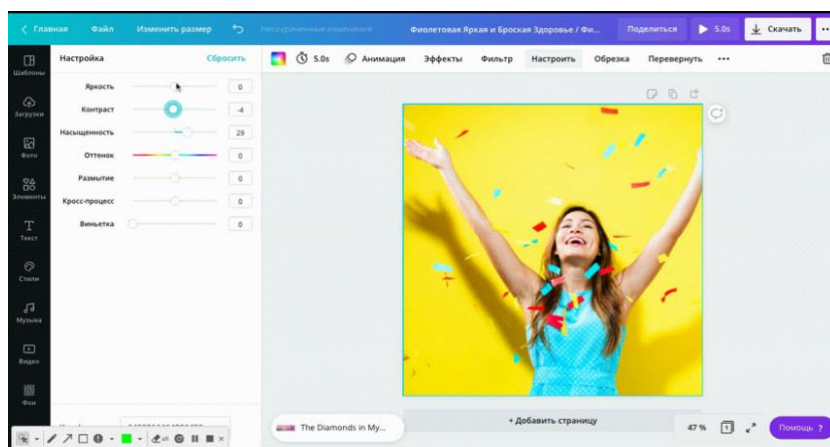 Главная Файл Изменить размер Несохраненные изменения Фиолетовая Яркая и Броская Здоровье / Фи... Поделиться 5.0s Скачать ...
Шаблоны
Загрузки
Фото
Элементы
Текст
Стили
Музыка
Видео
Фон
Настройка Сбросить
Яркость 0
Контраст -4
Насыщенность 29
Оттенок 0
Размытие 0
Кросс-процесс 0
Виньетка 0
5.0s Анимация Эффекты Фильтр Настроить Обрезка Перевернуть ...
+ Добавить страницу
The Diamonds in My...
47 % 1 Помощь ?